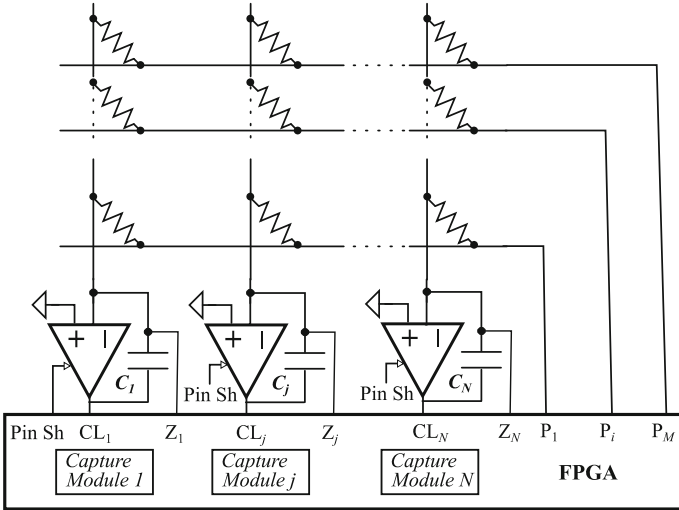 + − + − + −
C1 Cj CN
Pin Sh Pin Sh
Pin Sh CL1 Z1 CLj Zj CLN ZN P1 Pi PM
Capture Module 1
Capture Module j
Capture Module N
FPGA